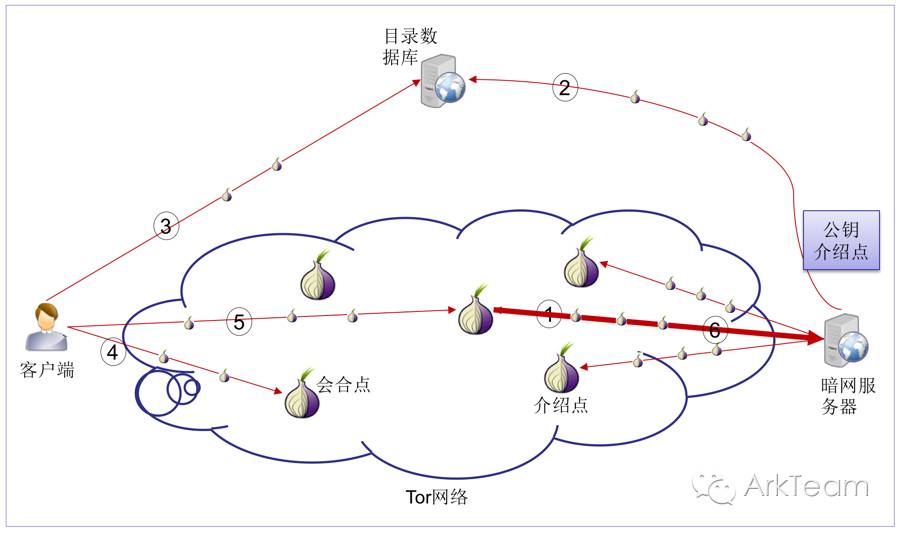 目录数
据库
②
③
公钥
介绍点
⑤
①
⑥
④
客户端
会合点
介绍点
暗网服
务器
Tor网络
ArkTeam